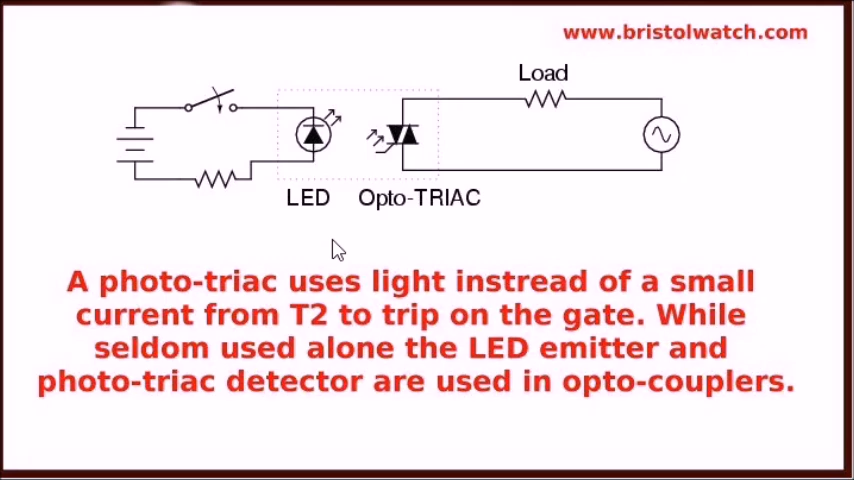 www.bristolwatch.com
Load
LED Opto-TRIAC
A photo-triac uses light instread of a small
current from T2 to trip on the gate. While
seldom used alone the LED emitter and
photo-triac detector are used in opto-couplers.